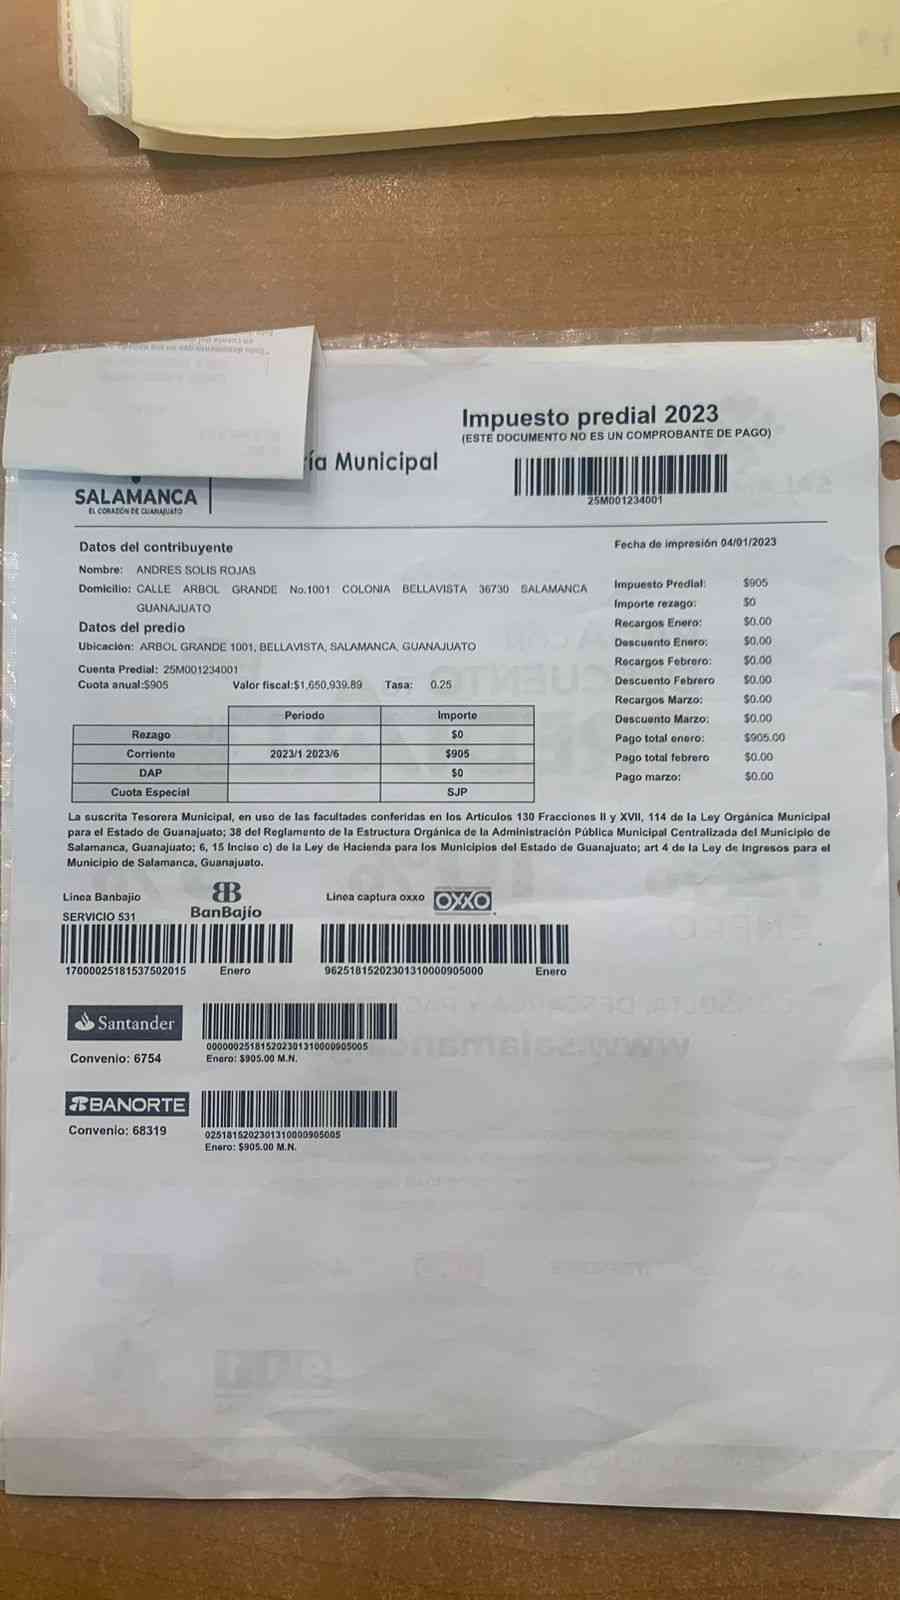 Impuesto predial 2023
(ESTE DOCUMENTO NO ES UN COMPROBANTE DE PAGO)
ía Municipal
25M001234001
SALAMANCA
EL CORAZÓN DE GUANAJUATO
Datos del contribuyente
Nombre: ANDRES SOLIS ROJAS
Domicilio: CALLE ARBOL GRANDE No.1001 COLONIA BELLAVISTA 36730 SALAMANCA
GUANAJUATO
Datos del predio
Ubicación: ARBOL GRANDE 1001, BELLAVISTA, SALAMANCA, GUANAJUATO
Cuenta Predial: 25M001234001
Cuota anual:$905 Valor fiscal:$1,650,939.89 Tasa: 0.25
Fecha de impresión 04/01/2023
Impuesto Predial: $905
Importe rezago: $0
Recargos Enero: $0.00
Descuento Enero: $0.00
Recargos Febrero: $0.00
Descuento Febrero $0.00
Recargos Marzo: $0.00
Descuento Marzo: $0.00
Pago total enero: $905.00
Pago total febrero $0.00
Pago marzo: $0.00
Periodo Importe
Rezago $0
Corriente 2023/1 2023/6 $905
DAP $0
Cuota Especial SJP
La suscrita Tesorera Municipal, en uso de las facultades conferidas en los Artículos 130 Fracciones II y XVII, 114 de la Ley Orgánica Municipal
para el Estado de Guanajuato; 38 del Reglamento de la Estructura Orgánica de la Administración Pública Municipal Centralizada del Municipio de
Salamanca, Guanajuato; 6, 15 Inciso c) de la Ley de Hacienda para los Municipios del Estado de Guanajuato; art 4 de la Ley de Ingresos para el
Municipio de Salamanca, Guanajuato.
Linea Banbajio
SERVICIO 531
BanBajío
17000025181537502015 Enero
Linea captura oxxo OXXO
96251815202301310000905000 Enero
Santander
Convenio: 6754
000000251815202301310000905005
Enero: $905.00 M.N.
BANORTE
Convenio: 68319
0251815202301310000905005
Enero: $905.00 M.N.